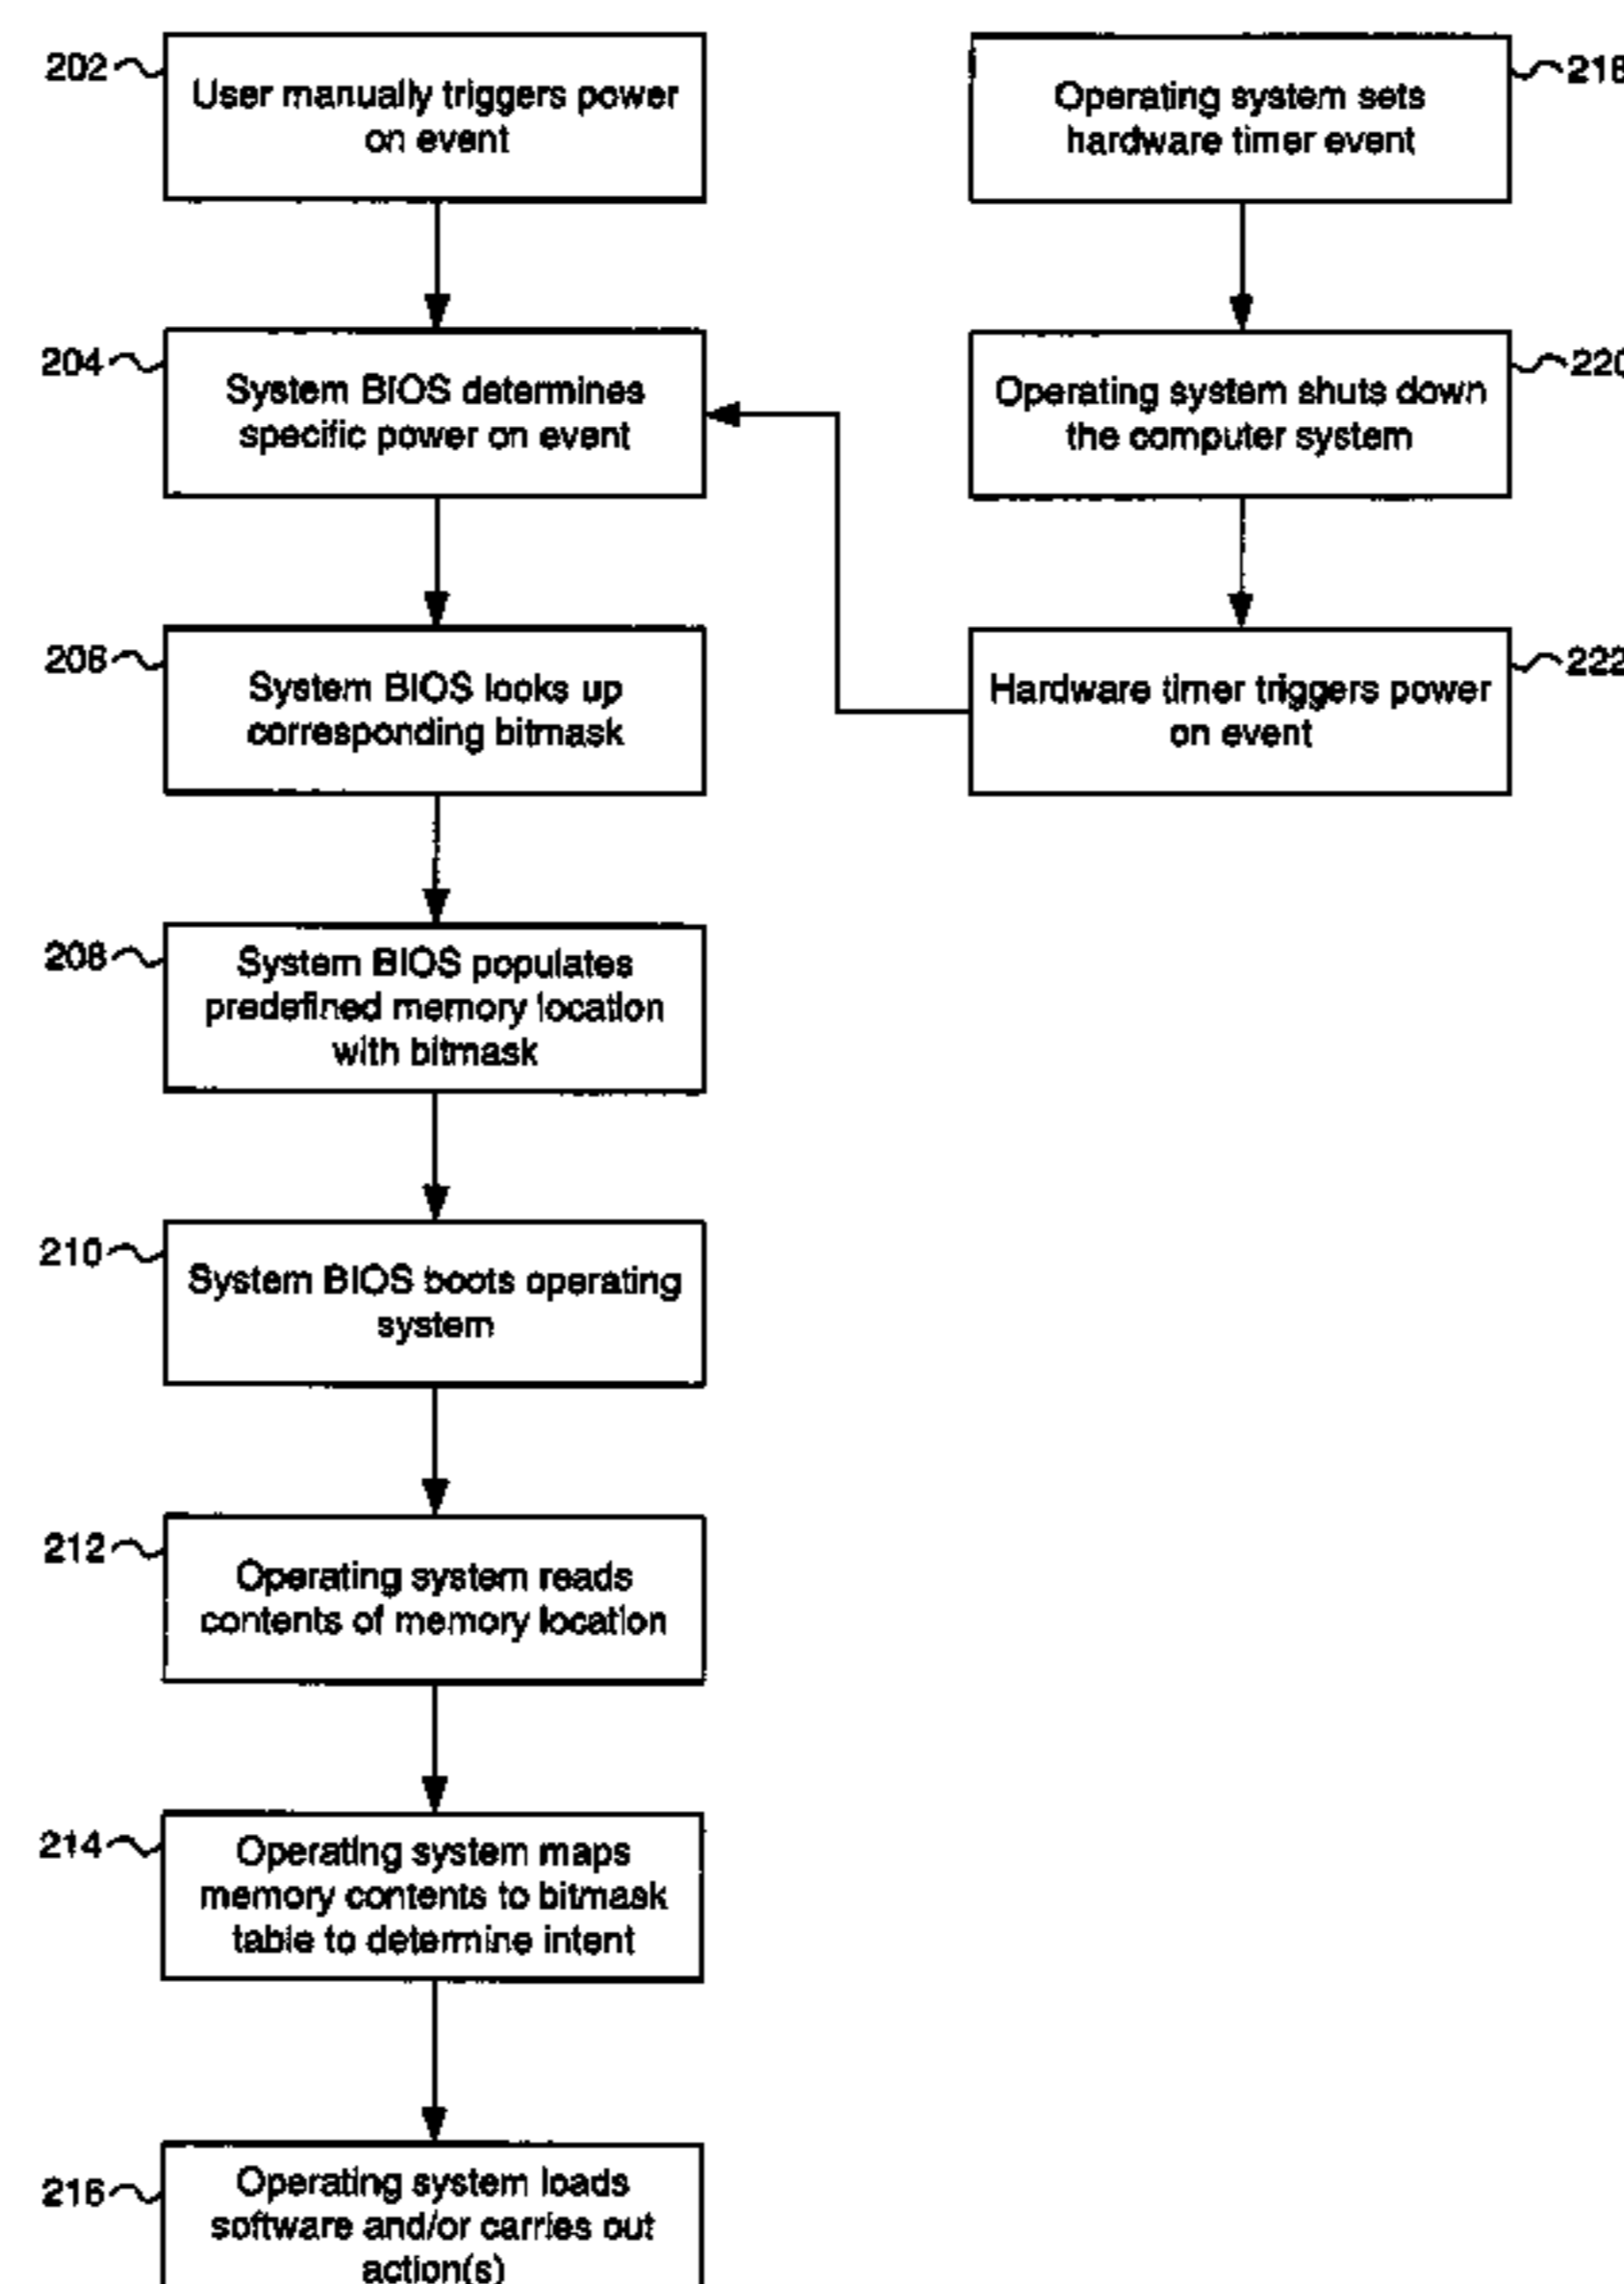 202
User manually triggers power
on event
204
System BIOS determines
specific power on event
206
System BIOS looks up
corresponding bitmask
208
System BIOS populates
predefined memory location
with bitmask
210
System BIOS boots operating
system
212
Operating system reads
contents of memory location
214
Operating system maps
memory contents to bitmask
table to determine intent
216
Operating system loads
software and/or carries out
action(s)
218
Operating system sets
hardware timer event
220
Operating system shuts down
the computer system
222
Hardware timer triggers power
on event